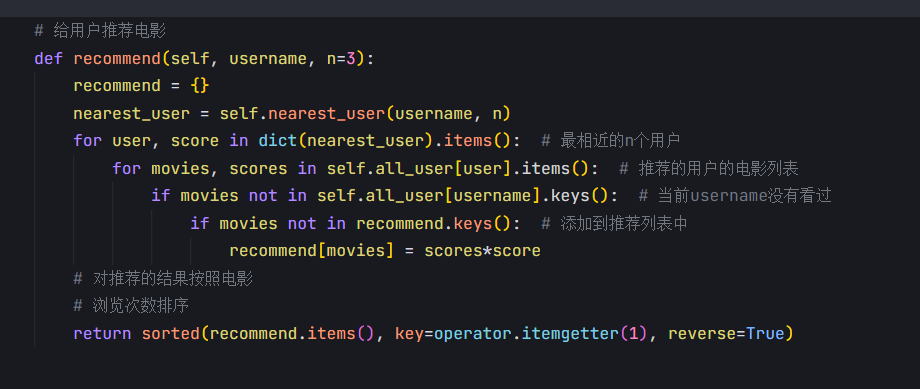 # 给用户推荐电影
def recommend(self, username, n=3):
    recommend = {}
    nearest_user = self.nearest_user(username, n)
    for user, score in dict(nearest_user).items():  # 最相近的n个用户
        for movies, scores in self.all_user[user].items():  # 推荐的用户的电影列表
            if movies not in self.all_user[username].keys():  # 当前username没有看过
                if movies not in recommend.keys():  # 添加到推荐列表中
                    recommend[movies] = scores*score
    # 对推荐的结果按照电影
    # 浏览次数排序
    return sorted(recommend.items(), key=operator.itemgetter(1), reverse=True)